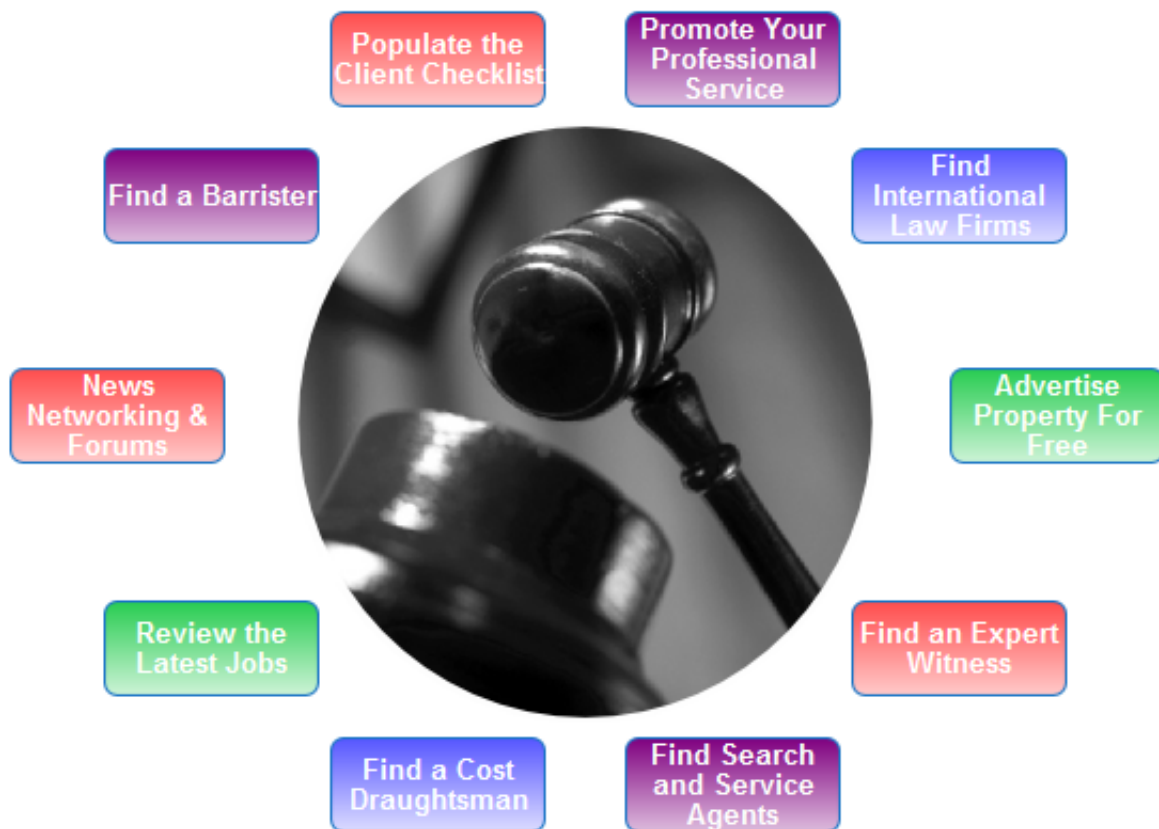 Populate the
Client Checklist
Promote Your
Professional
Service
Find a Barrister
Find
International
Law Firms
News
Networking &
Forums
Advertise
Property For
Free
Review the
Latest Jobs
Find an Expert
Witness
Find a Cost
Draughtsman
Find Search
and Service
Agents